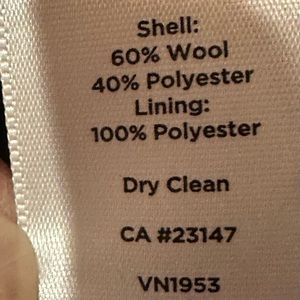 Shell:
60% Wool
40% Polyester
Lining:
100% Polyester
Dry Clean
CA #23147
VN1953